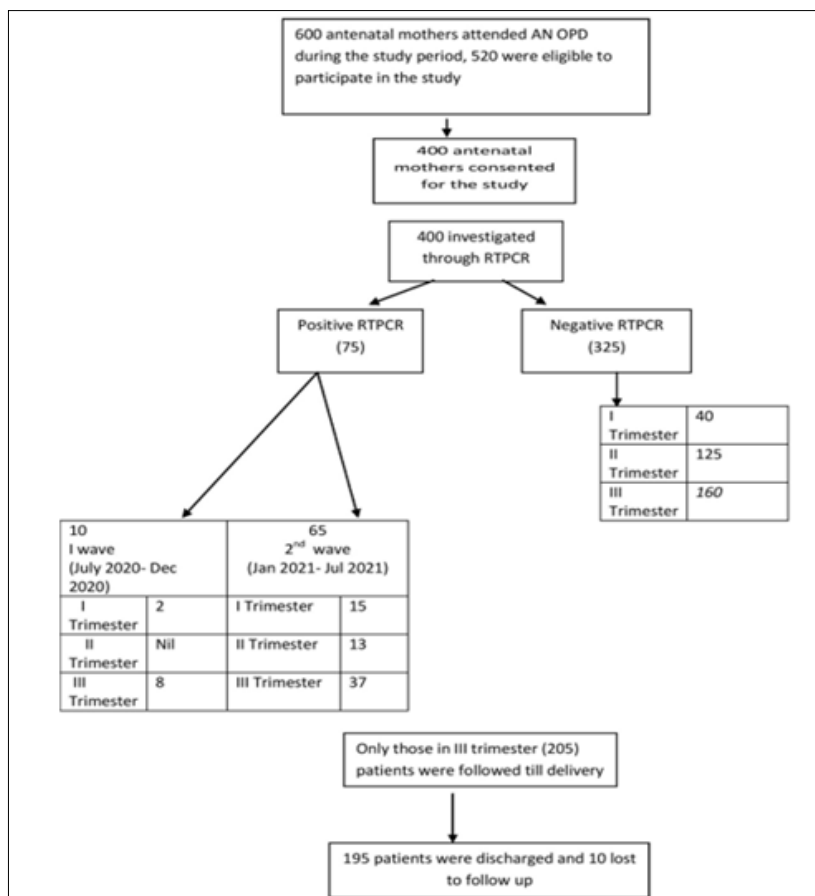 600 antenatal mothers attended AN OPD
during the study period, 520 were eligible to
participate in the study
400 antenatal
mothers consented
for the study
400 investigated
through RTPCR
Positive RTPCR
(75)
Negative RTPCR
(325)
I
Trimester
40
II
Trimester
125
III
Trimester
160
10
I wave
(July 2020- Dec
2020)
65
2nd wave
(Jan 2021- Jul 2021)
I
Trimester
2
I Trimester
15
II
Trimester
Nil
II Trimester
13
III
Trimester
8
III Trimester
37
Only those in III trimester (205)
patients were followed till delivery
195 patients were discharged and 10 lost
to follow up